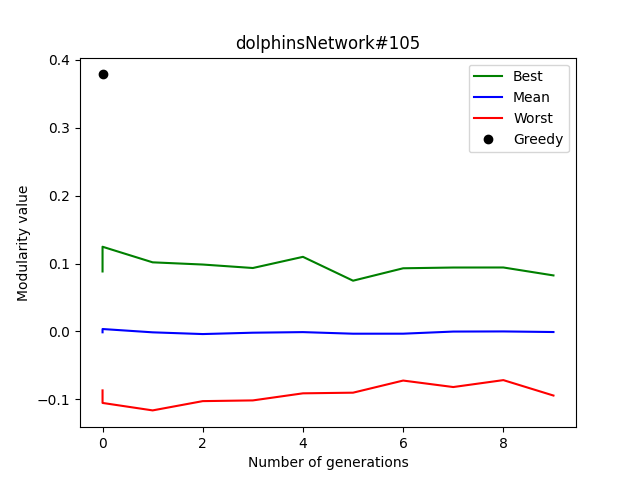 dolphinsNetwork#105
0.4
0.3
0.2
0.1
0.0
−0.1
Modularity value
Best
Mean
Worst
Greedy
0 2 4 6 8
Number of generations